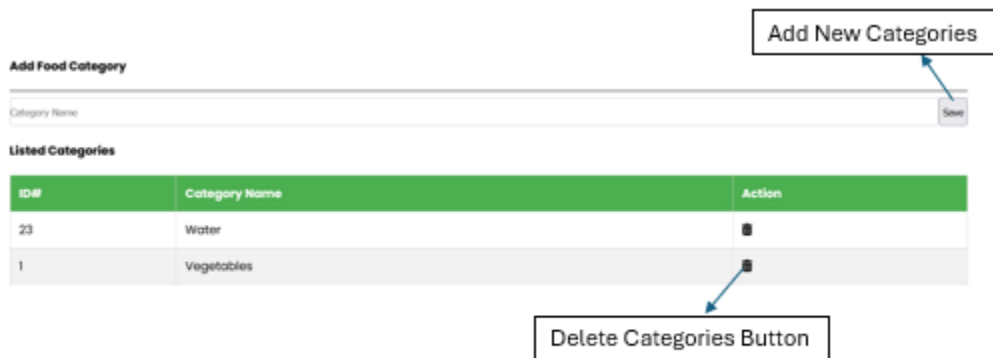 Add New Categories
Add Food Category
Category Name
Save
Listed Categories
ID# Category Name Action
23 Water
1 Vegetables
Delete Categories Button